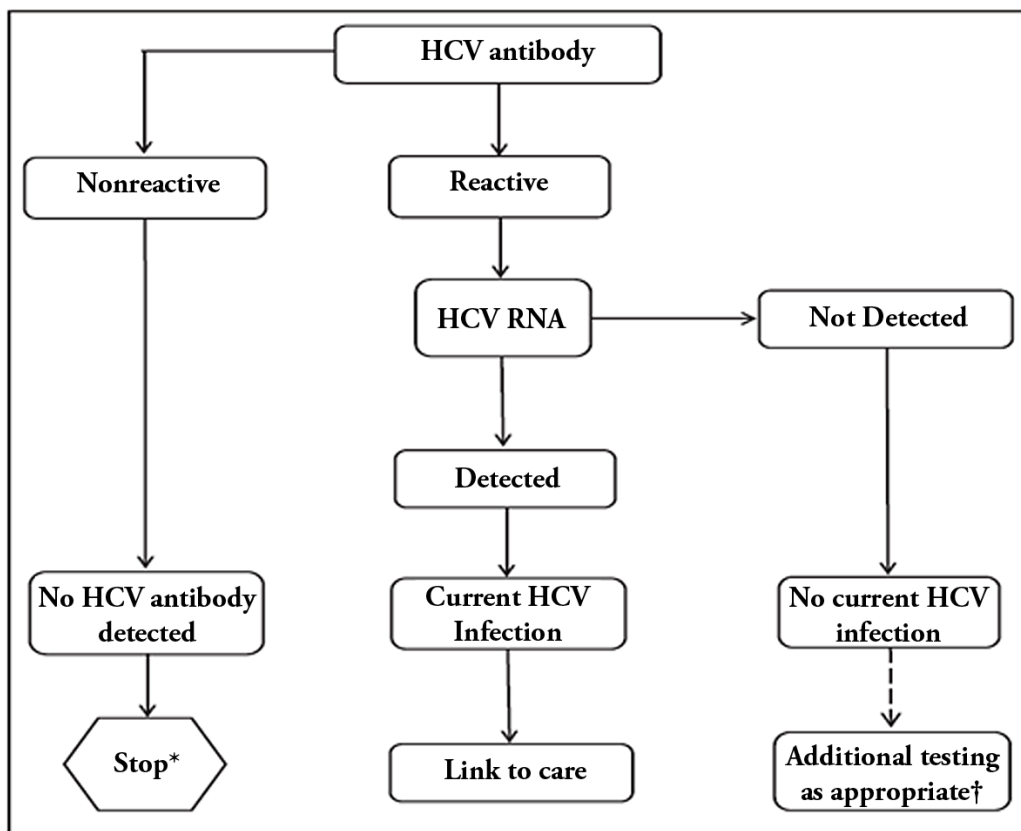 HCV antibody
Nonreactive
Reactive
HCV RNA
Not Detected
Detected
No HCV antibody
detected
Current HCV
Infection
No current HCV
infection
Stop*
Link to care
Additional testing
as appropriate†